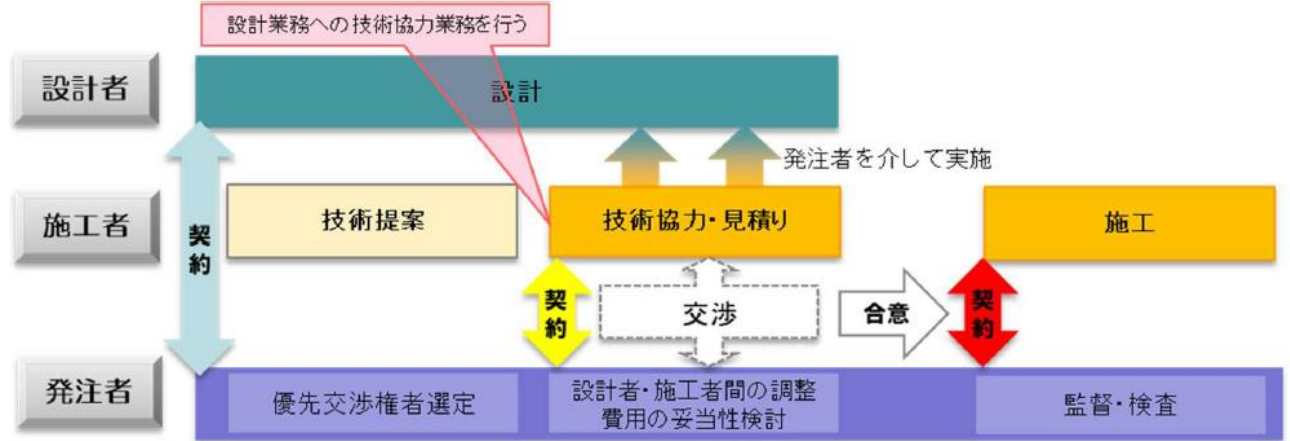 設計業務への技術協力業務を行う
設計者
設計
発注者を介して実施
施工者
契約
技術提案
技術協力・見積り
施工
契約
交渉
合意
契約
発注者
優先交渉権者選定
設計者・施工者間の調整
費用の妥当性検討
監督・検査